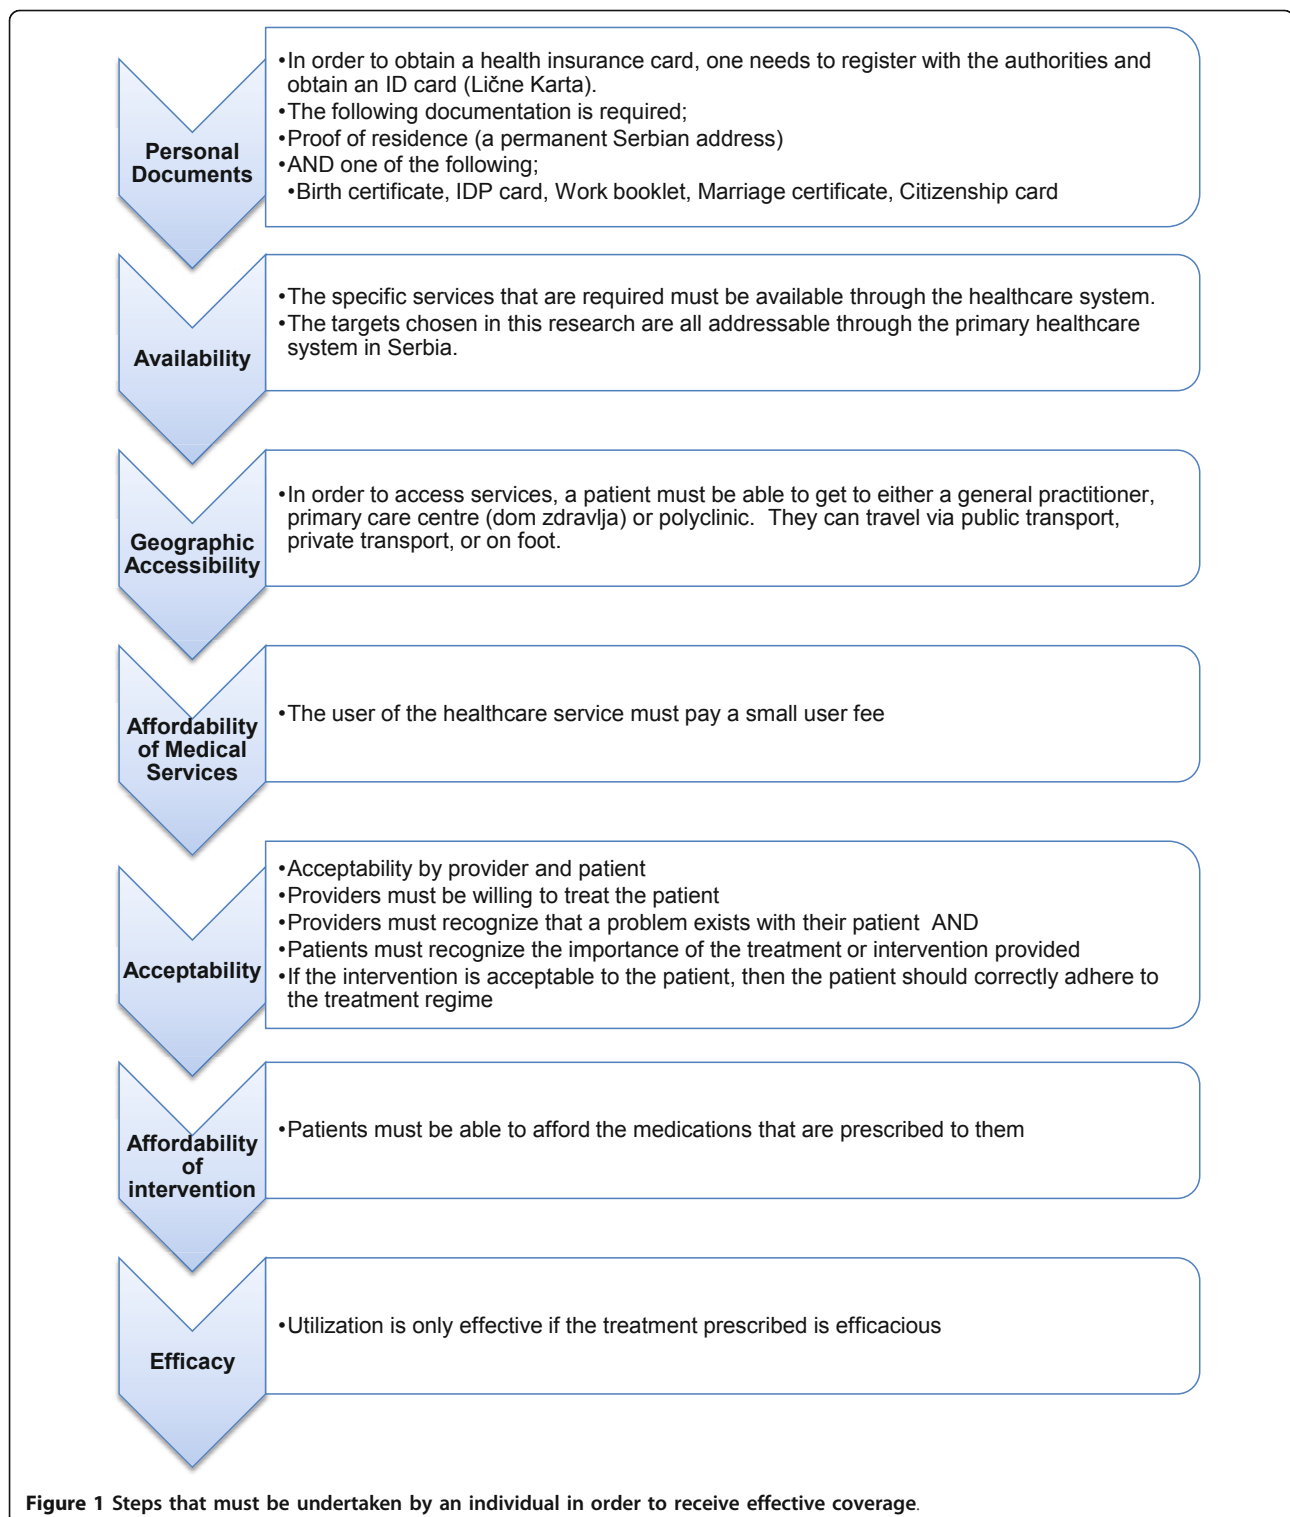 Personal
Documents
•In order to obtain a health insurance card, one needs to register with the authorities and
obtain an ID card (Lične Karta).
•The following documentation is required;
•Proof of residence (a permanent Serbian address)
•AND one of the following;
•Birth certificate, IDP card, Work booklet, Marriage certificate, Citizenship card
Availability
•The specific services that are required must be available through the healthcare system.
•The targets chosen in this research are all addressable through the primary healthcare
system in Serbia.
Geographic
Accessibility
•In order to access services, a patient must be able to get to either a general practitioner,
primary care centre (dom zdravlja) or polyclinic. They can travel via public transport,
private transport, or on foot.
Affordability
of Medical
Services
•The user of the healthcare service must pay a small user fee
Acceptability
•Acceptability by provider and patient
•Providers must be willing to treat the patient
•Providers must recognize that a problem exists with their patient AND
•Patients must recognize the importance of the treatment or intervention provided
•If the intervention is acceptable to the patient, then the patient should correctly adhere to
the treatment regime
Affordability
of
intervention
•Patients must be able to afford the medications that are prescribed to them
Efficacy
•Utilization is only effective if the treatment prescribed is efficacious
Figure 1 Steps that must be undertaken by an individual in order to receive effective coverage.